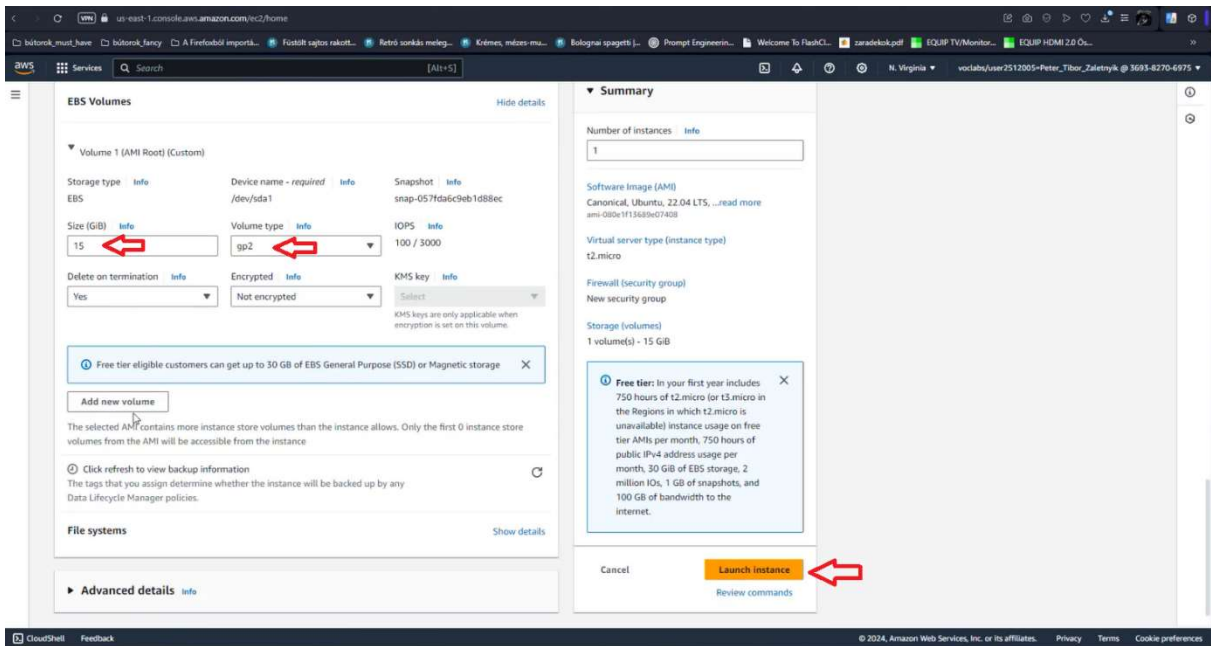 VPN us-east-1.console.aws.amazon.com/ec2/home
bútorok_must_have bútorok_fancy A Firefoxból importá... Füstölt sajtos rakott... Retró sonkás meleg... Krémes, mézes-mu... Bolognai spagetti |... Prompt Engineerin... Welcome To FlashCl... zaradekok.pdf EQUIP TV/Monitor... EQUIP HDMI 2.0 Ös... »
aws Services Search [Alt+S] N. Virginia ▼ voclabs/user2512005=Peter_Tibor_Zaletnyik @ 3693-8270-6975 ▼
EBS Volumes Hide details
Volume 1 (AMI Root) (Custom)
Storage type Info Device name - required Info Snapshot Info
EBS /dev/sda1 snap-057fda6c9eb1d88ec
Size (GiB) Info Volume type Info IOPS Info
15 gp2 100 / 3000
Delete on termination Info Encrypted Info KMS key Info
Yes Not encrypted Select
KMS keys are only applicable when
encryption is set on this volume.
Free tier eligible customers can get up to 30 GB of EBS General Purpose (SSD) or Magnetic storage
Add new volume
The selected AMI contains more instance store volumes than the instance allows. Only the first 0 instance store
volumes from the AMI will be accessible from the instance
Click refresh to view backup information
The tags that you assign determine whether the instance will be backed up by any
Data Lifecycle Manager policies.
File systems Show details
Advanced details Info
Summary
Number of instances Info
1
Software Image (AMI)
Canonical, Ubuntu, 22.04 LTS, ...read more
ami-080e1f13689e07408
Virtual server type (instance type)
t2.micro
Firewall (security group)
New security group
Storage (volumes)
1 volume(s) - 15 GiB
Free tier: In your first year includes
750 hours of t2.micro (or t3.micro in
the Regions in which t2.micro is
unavailable) instance usage on free
tier AMIs per month, 750 hours of
public IPv4 address usage per
month, 30 GiB of EBS storage, 2
million IOs, 1 GB of snapshots, and
100 GB of bandwidth to the
internet.
Cancel Launch instance
Review commands
CloudShell Feedback © 2024, Amazon Web Services, Inc. or its affiliates. Privacy Terms Cookie preferences